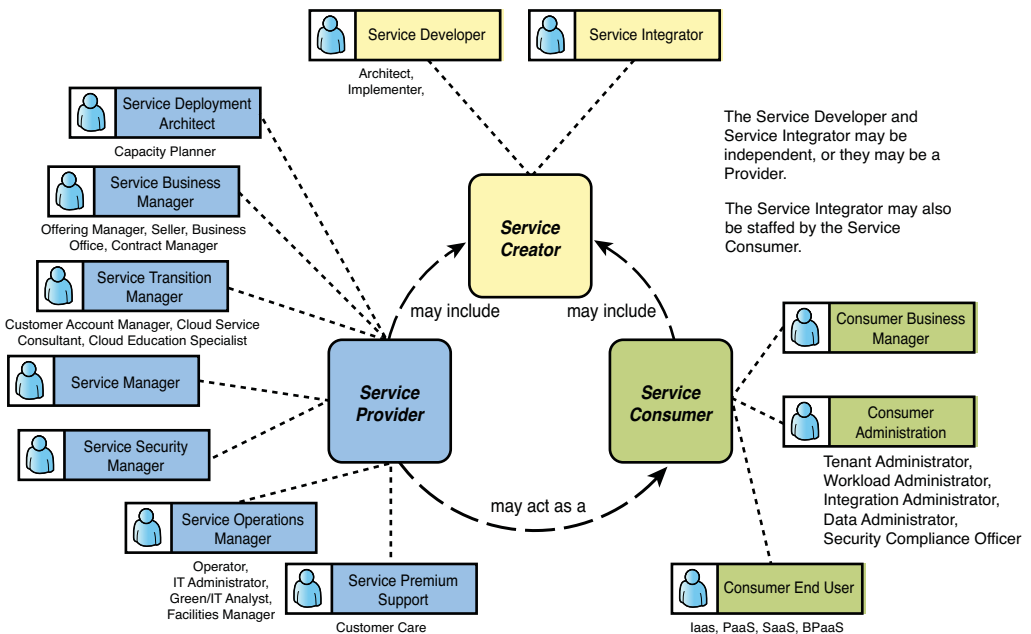 Service Developer
Service Integrator
Architect,
Implementer,
Service Deployment
Architect
Capacity Planner
The Service Developer and
Service Integrator may be
independent, or they may be a
Provider.
The Service Integrator may also
be staffed by the Service
Consumer.
Service Business
Manager
Offering Manager, Seller, Business
Office, Contract Manager
Service
Creator
Service Transition
Manager
Customer Account Manager, Cloud Service
Consultant, Cloud Education Specialist
may include
may include
Consumer Business
Manager
Service Manager
Service
Provider
Service
Consumer
Consumer
Administration
Tenant Administrator,
Workload Administrator,
Integration Administrator,
Data Administrator,
Security Compliance Officer
Service Security
Manager
may act as a
Service Operations
Manager
Operator,
IT Administrator,
Green/IT Analyst,
Facilities Manager
Service Premium
Support
Customer Care
Consumer End User
Iaas, PaaS, SaaS, BPaaS